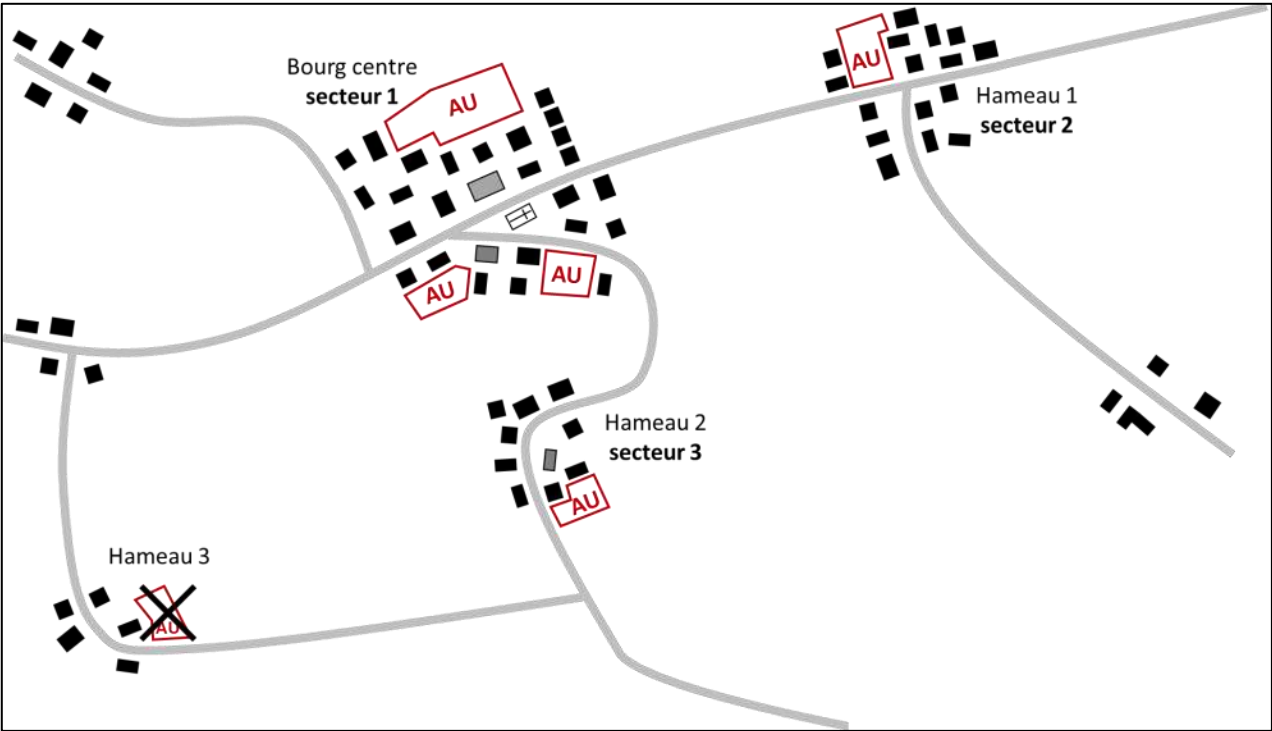 Bourg centre
secteur 1
AU
AU
Hameau 1
secteur 2
AU
AU
Hameau 2
secteur 3
AU
Hameau 3
AU